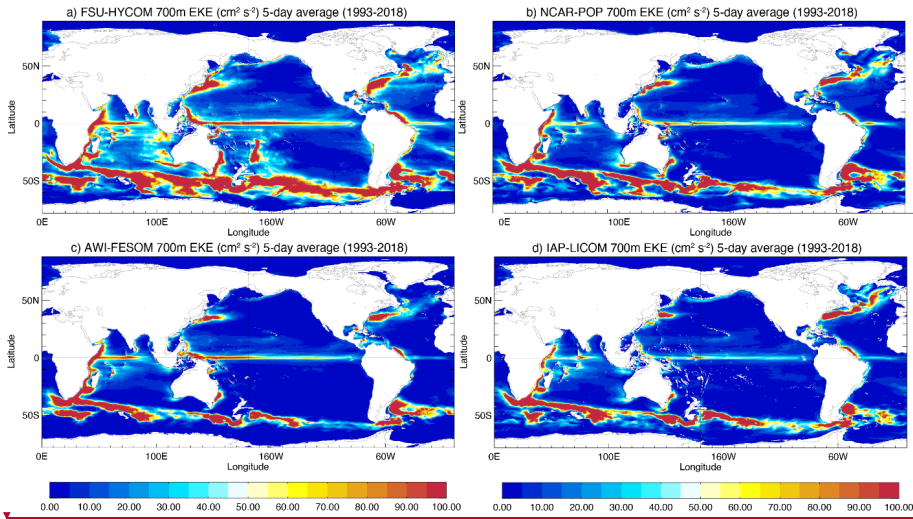 a) FSU-HYCOM 700m EKE (cm² s⁻²) 5-day average (1993-2018)
50N
0
50S
Latitude
0E 100E 160W 60W
Longitude
b) NCAR-POP 700m EKE (cm² s⁻²) 5-day average (1993-2018)
50N
0
50S
Latitude
0E 100E 160W 60W
Longitude
c) AWI-FESOM 700m EKE (cm² s⁻²) 5-day average (1993-2018)
50N
0
50S
Latitude
0E 100E 160W 60W
Longitude
d) IAP-LICOM 700m EKE (cm² s⁻²) 5-day average (1993-2018)
50N
0
50S
Latitude
0E 100E 160W 60W
Longitude
0.00 10.00 20.00 30.00 40.00 50.00 60.00 70.00 80.00 90.00 100.00
0.00 10.00 20.00 30.00 40.00 50.00 60.00 70.00 80.00 90.00 100.00